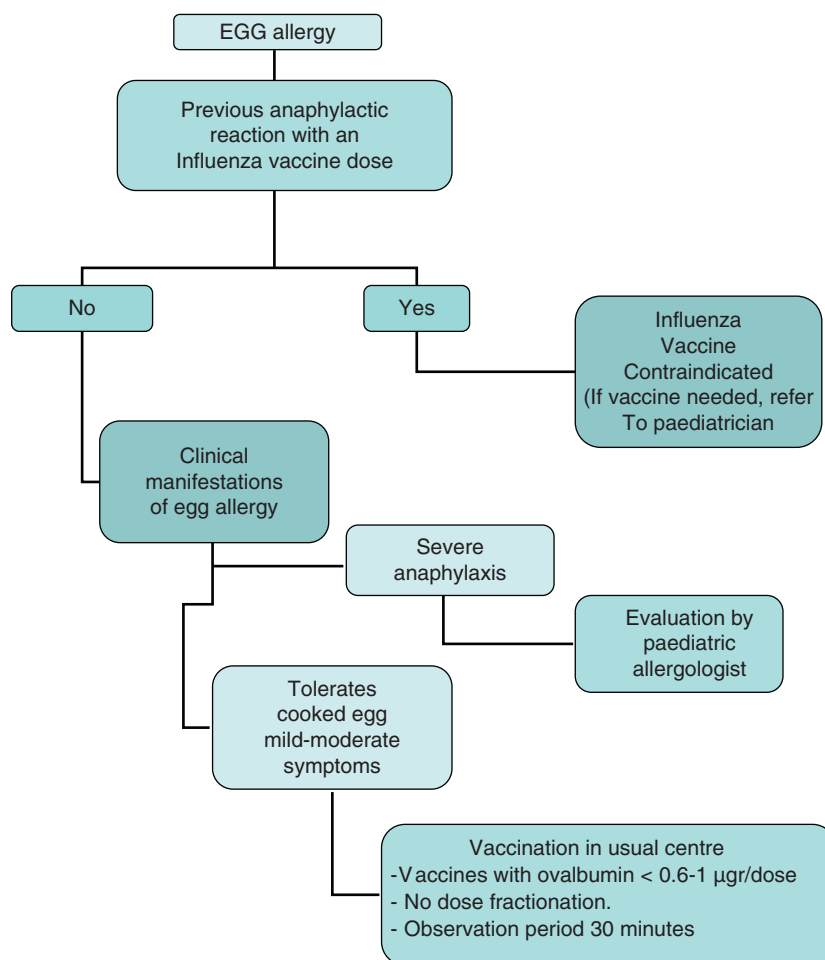 EGG allergy
Previous anaphylactic
reaction with an
Influenza vaccine dose
No
Yes
Influenza
Vaccine
Contraindicated
(If vaccine needed, refer
To paediatrician
Clinical
manifestations
of egg allergy
Severe
anaphylaxis
Evaluation by
paediatric
allergologist
Tolerates
cooked egg
mild-moderate
symptoms
Vaccination in usual centre
-Vaccines with ovalbumin < 0.6-1 μgr/dose
- No dose fractionation.
- Observation period 30 minutes